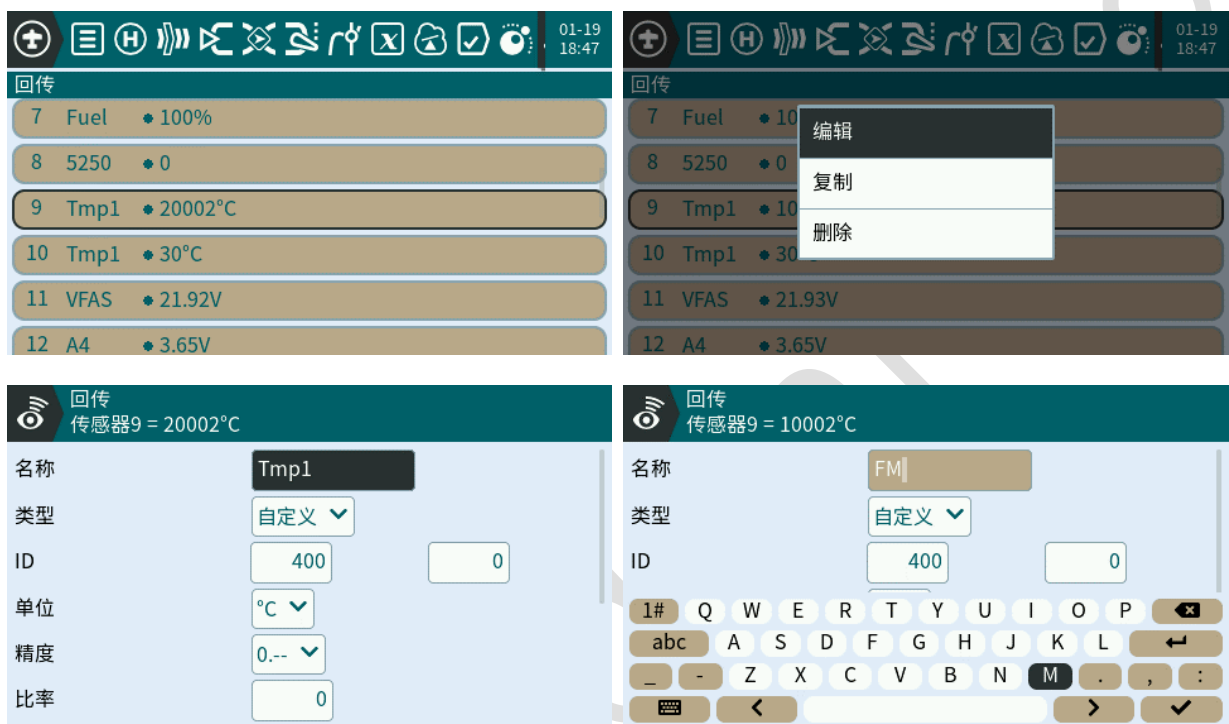 01-19
18:47
回传
7 Fuel 100%
8 5250 0
9 Tmp1 20002°C
10 Tmp1 30°C
11 VFAS 21.92V
12 A4 3.65V
01-19
18:47
回传
7 Fuel 10
8 5250 0
9 Tmp1 10
10 Tmp1 30°C
11 VFAS 21.93V
12 A4 3.65V
编辑
复制
删除
回传
传感器9 = 20002°C
名称 Tmp1
类型 自定义
ID 400 0
单位 °C
精度 0.--
比率 0
回传
传感器9 = 10002°C
名称 FM
类型 自定义
ID 400 0
1# Q W E R T Y U I O P
abc A S D F G H J K L
_ - Z X C V B N M . , :